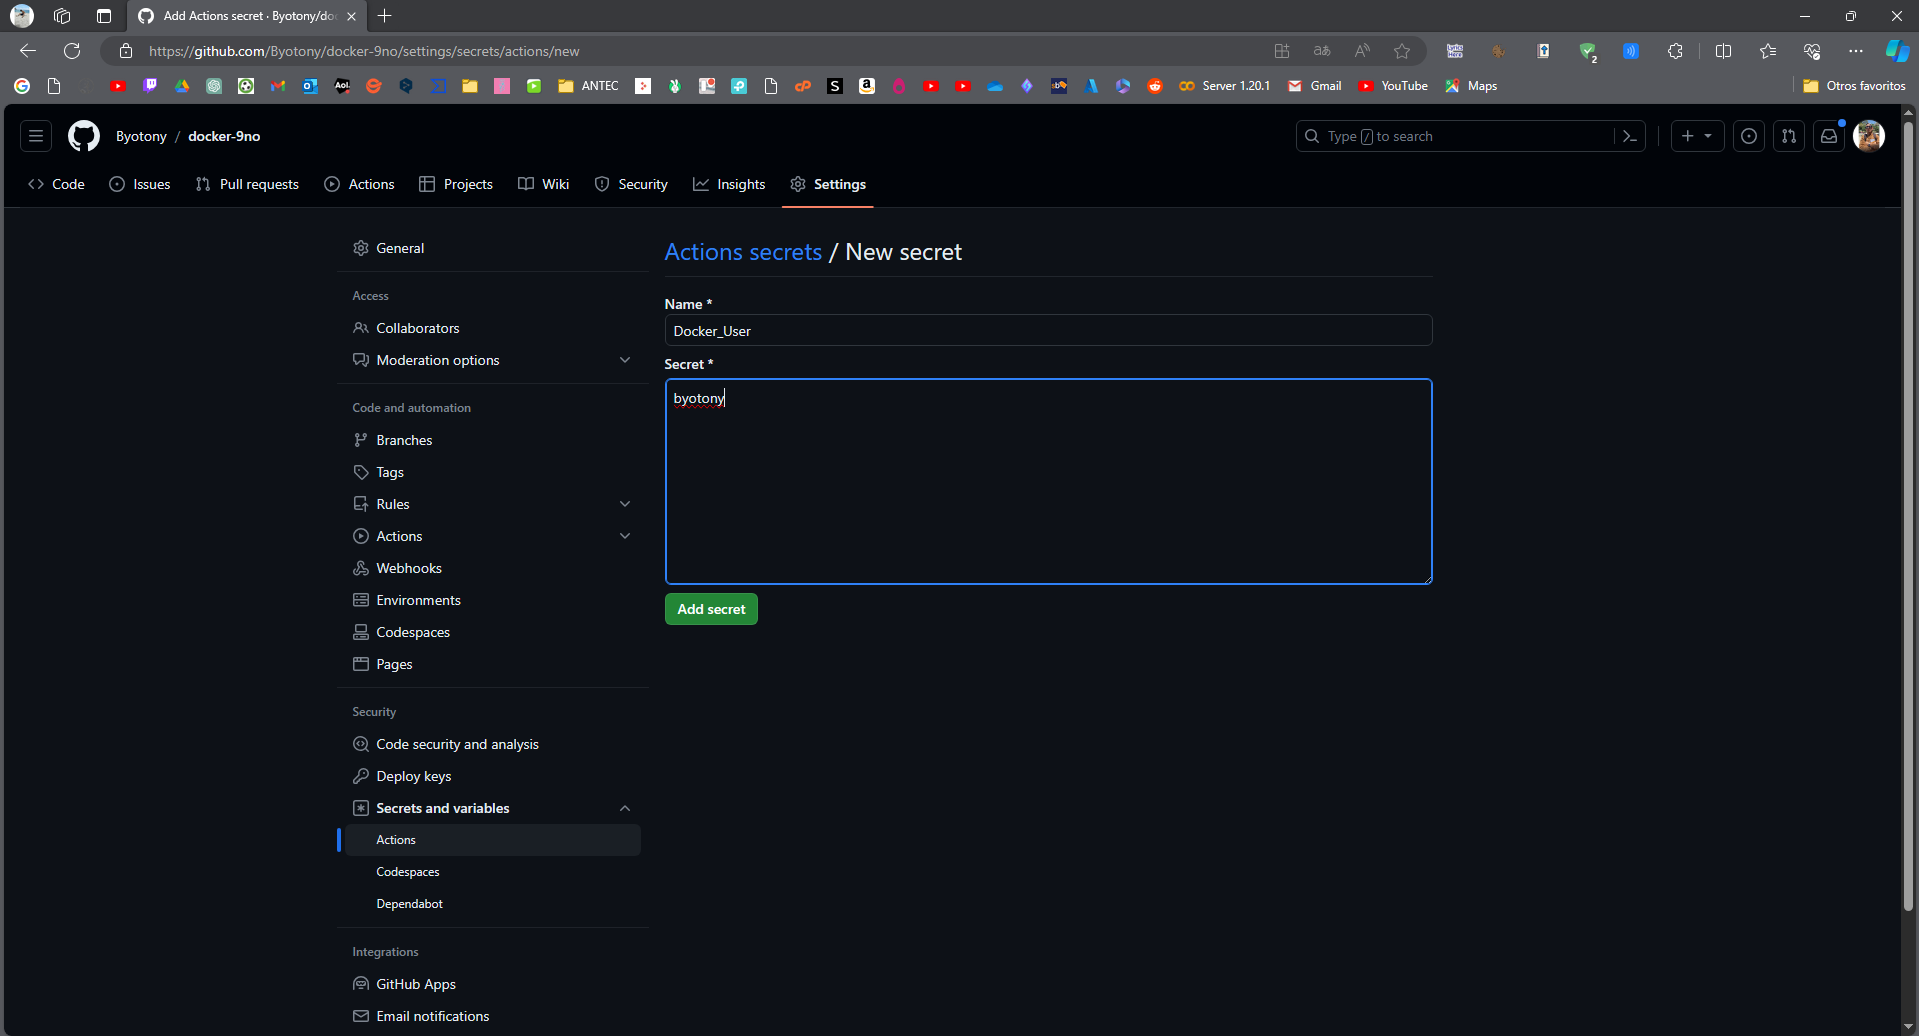 Add Actions secret · Byotony/doc
https://github.com/Byotony/docker-9no/settings/secrets/actions/new
2
Aol.
ANTEC
S
a
Server 1.20.1
Gmail
YouTube
Maps
Otros favoritos
Byotony / docker-9no
Type / to search
Code
Issues
Pull requests
Actions
Projects
Wiki
Security
Insights
Settings
General
Access
Collaborators
Moderation options
Code and automation
Branches
Tags
Rules
Actions
Webhooks
Environments
Codespaces
Pages
Security
Code security and analysis
Deploy keys
Secrets and variables
Actions
Codespaces
Dependabot
Integrations
GitHub Apps
Email notifications
Actions secrets / New secret
Name *
Docker_User
Secret *
byotony
Add secret